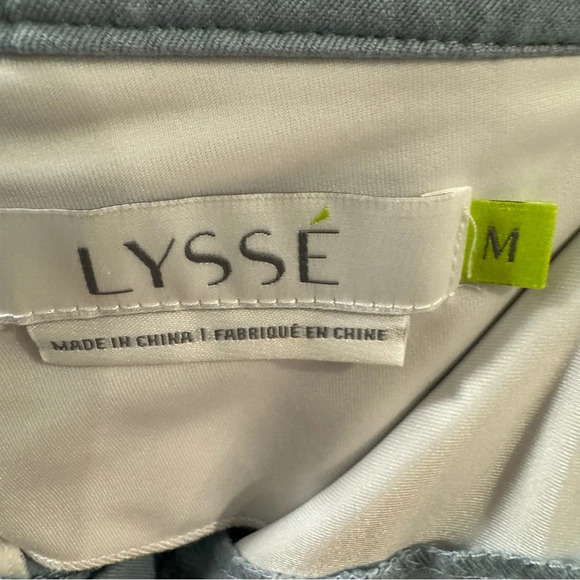 LYSSÉ
M
MADE IN CHINA | FABRIQUÉ EN CHINE